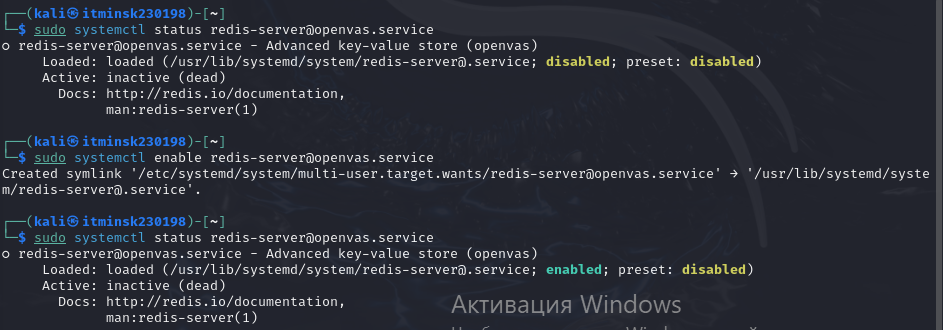 ┌──(kali㉿itminsk230198)-[~]
└─$ sudo systemctl status redis-server@openvas.service
○ redis-server@openvas.service - Advanced key-value store (openvas)
Loaded: loaded (/usr/lib/systemd/system/redis-server@.service; disabled; preset: disabled)
Active: inactive (dead)
Docs: http://redis.io/documentation,
man:redis-server(1)
┌──(kali㉿itminsk230198)-[~]
└─$ sudo systemctl enable redis-server@openvas.service
Created symlink '/etc/systemd/system/multi-user.target.wants/redis-server@openvas.service' → '/usr/lib/systemd/syste
m/redis-server@.service'.
┌──(kali㉿itminsk230198)-[~]
└─$ sudo systemctl status redis-server@openvas.service
○ redis-server@openvas.service - Advanced key-value store (openvas)
Loaded: loaded (/usr/lib/systemd/system/redis-server@.service; enabled; preset: disabled)
Active: inactive (dead)
Docs: http://redis.io/documentation,
man:redis-server(1)
Активация Windows